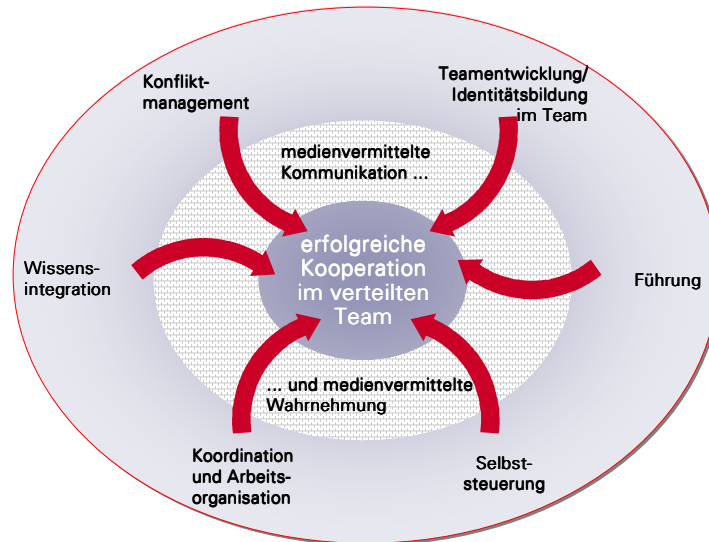 Konflikt-
management
Teamentwicklung/
Identitätsbildung
im Team
medienvermittelte
Kommunikation ...
Wissens-
integration
erfolgreiche
Kooperation
im verteilten
Team
Führung
... und medienvermittelte
Wahrnehmung
Koordination
und Arbeits-
organisation
Selbst-
steuerung